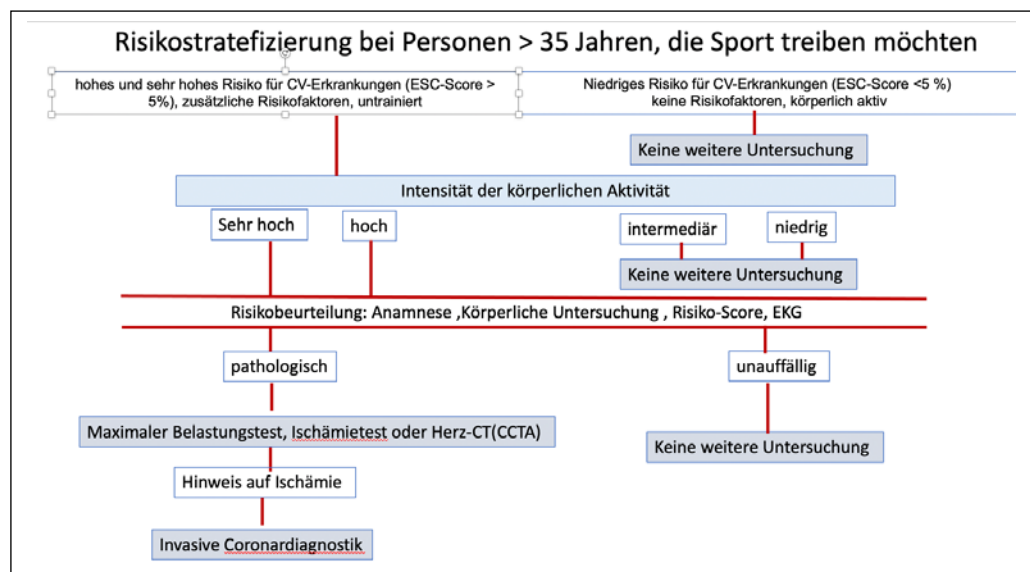 Risikostratefizierung bei Personen > 35 Jahren, die Sport treiben möchten
hohes und sehr hohes Risiko für CV-Erkrankungen (ESC-Score >
5%), zusätzliche Risikofaktoren, untrainiert
Niedriges Risiko für CV-Erkrankungen (ESC-Score <5 %)
keine Risikofaktoren, körperlich aktiv
Keine weitere Untersuchung
Intensität der körperlichen Aktivität
Sehr hoch
hoch
intermediär
niedrig
Keine weitere Untersuchung
Risikobeurteilung: Anamnese ,Körperliche Untersuchung , Risiko-Score, EKG
pathologisch
unauffällig
Maximaler Belastungstest, Ischämietest oder Herz-CT(CCTA)
Keine weitere Untersuchung
Hinweis auf Ischämie
Invasive Coronardiagnostik